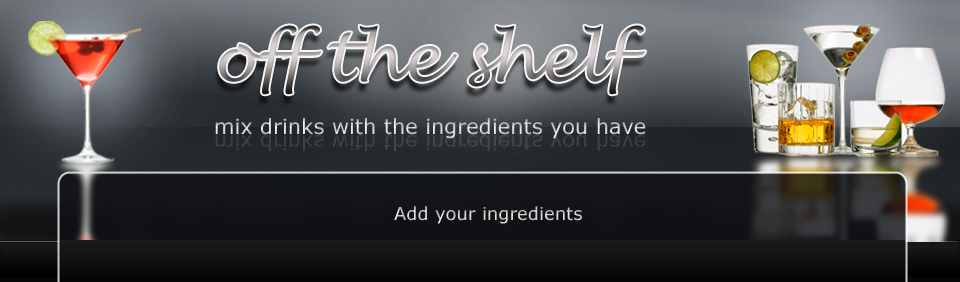 off the shelf
mix drinks with the ingredients you have
Add your ingredients